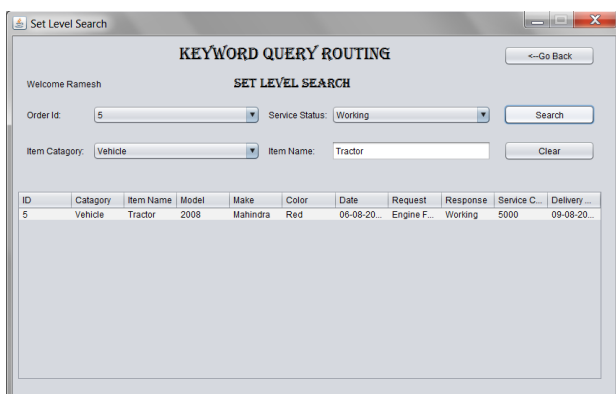 Set Level Search
KEYWORD QUERY ROUTING
<--Go Back
Welcome Ramesh
SET LEVEL SEARCH
Order Id: 5 Service Status: Working Search
Item Catagory: Vehicle Item Name: Tractor Clear
ID Catagory Item Name Model Make Color Date Request Response Service C... Delivery ...
5 Vehicle Tractor 2008 Mahindra Red 06-08-20... Engine F... Working 5000 09-08-20...